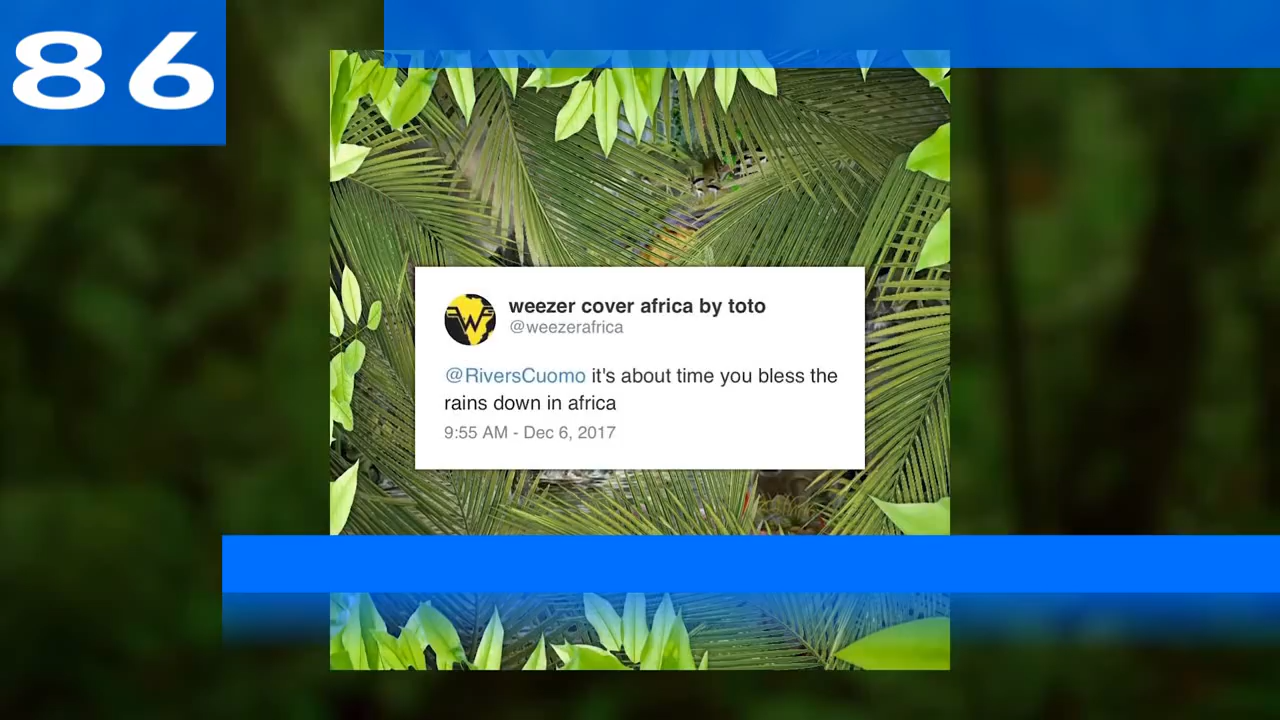 86
weezer cover africa by toto
@weezerafrica
@RiversCuomo it's about time you bless the
rains down in africa
9:55 AM - Dec 6, 2017